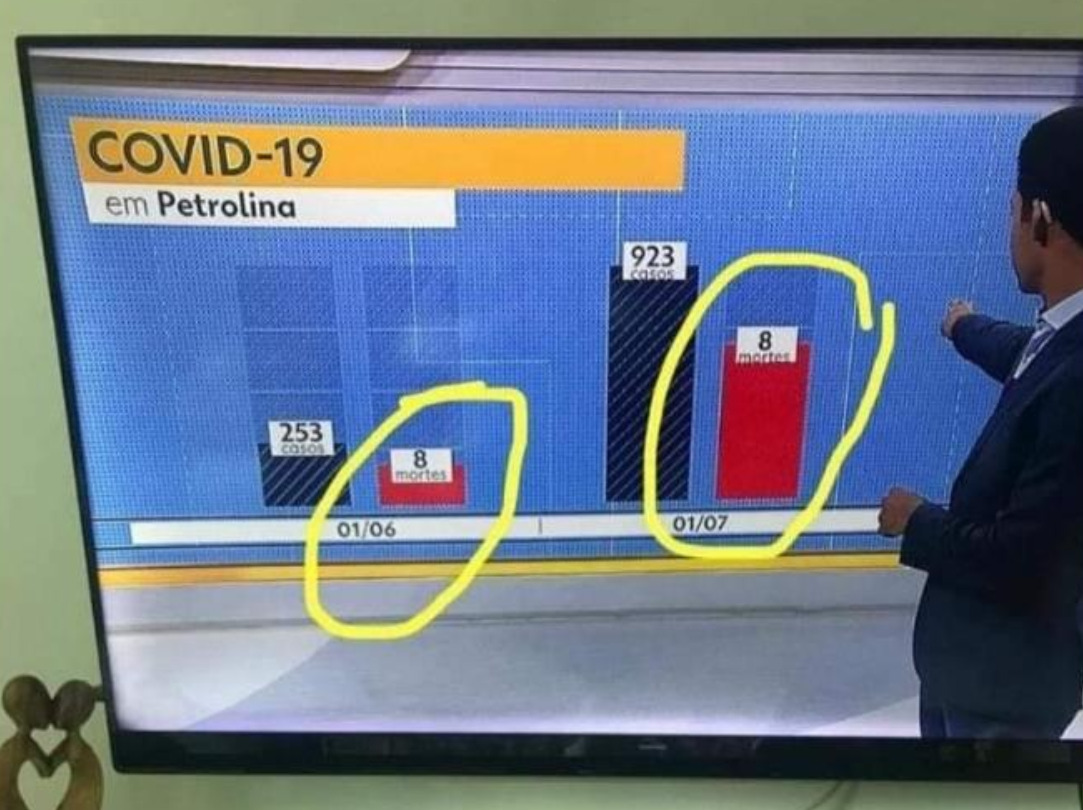 COVID-19
em Petrolina
923
casos
8
mortes
253
casos
8
mortes
01/06
01/07